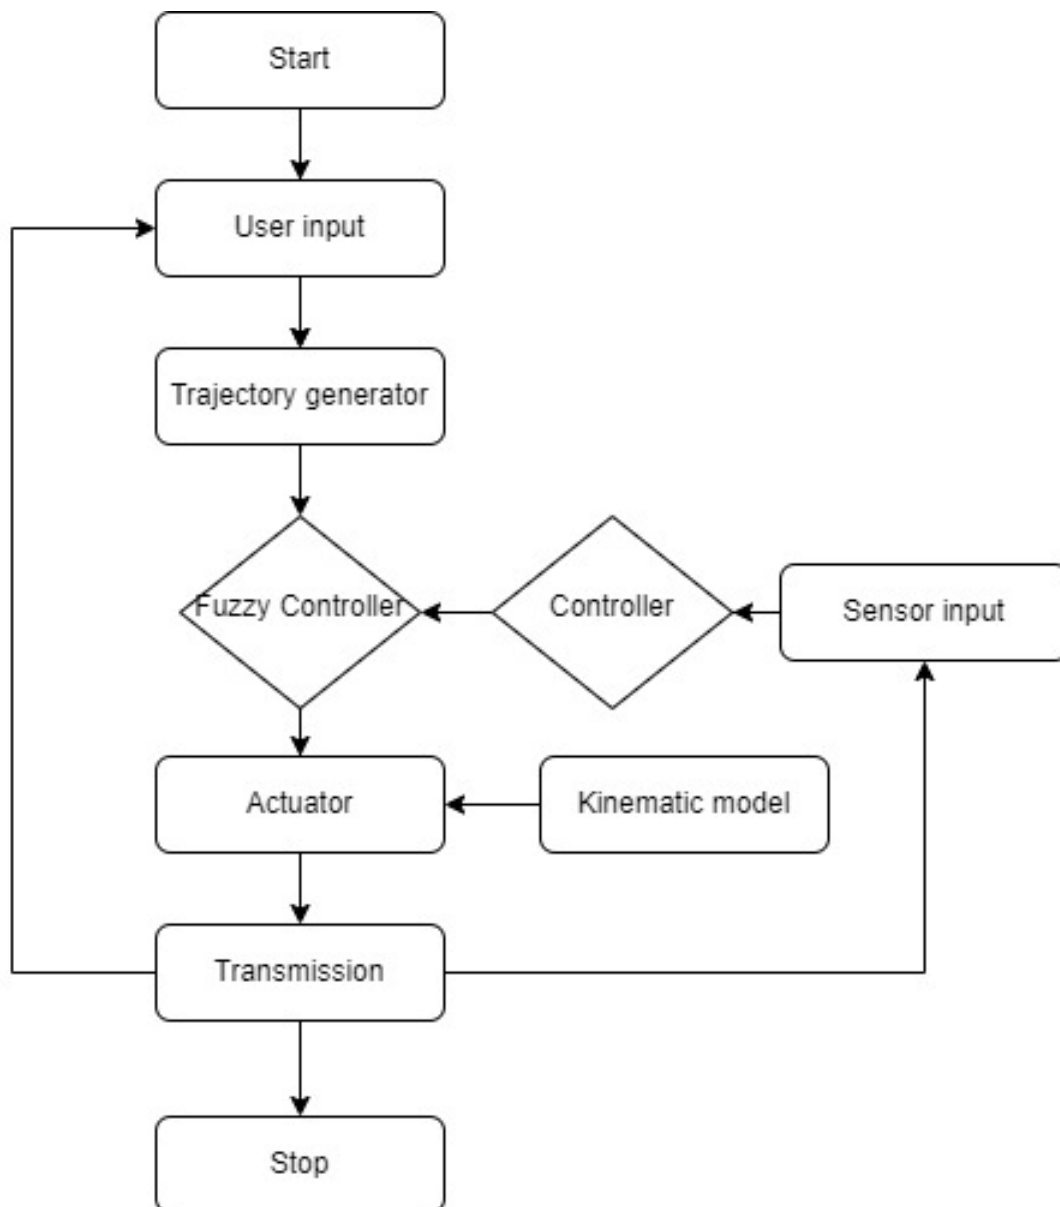 Start
User input
Trajectory generator
Fuzzy Controller
Controller
Sensor input
Actuator
Kinematic model
Transmission
Stop